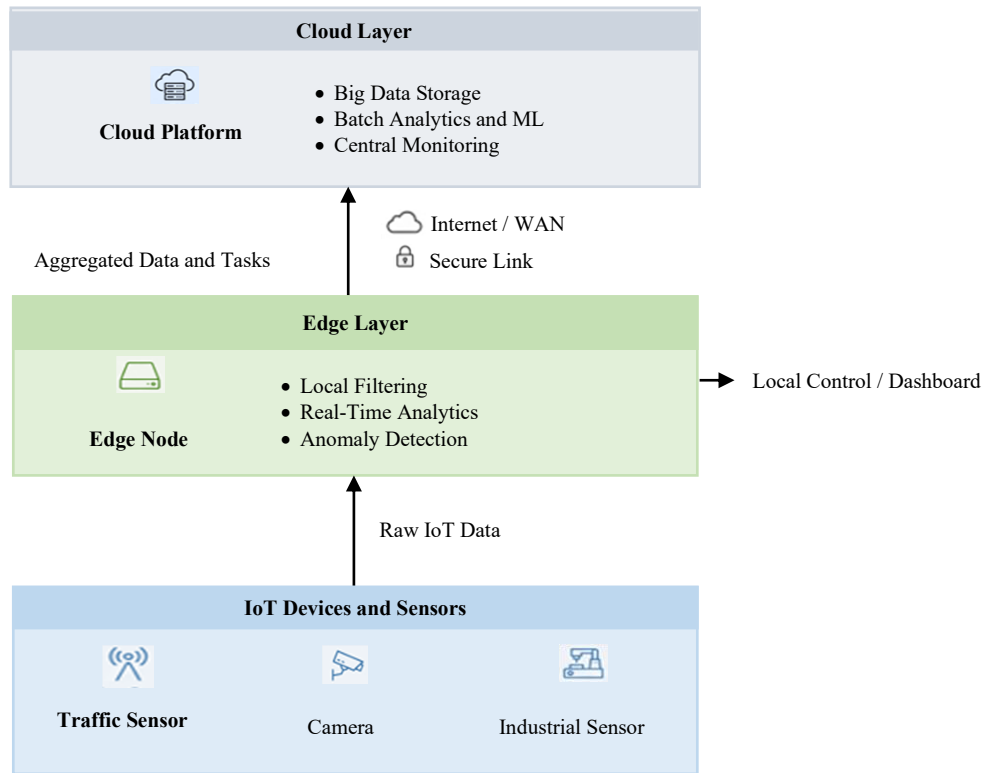 Cloud Layer
Cloud Platform
• Big Data Storage
• Batch Analytics and ML
• Central Monitoring
Aggregated Data and Tasks
Internet / WAN
Secure Link
Edge Layer
Edge Node
• Local Filtering
• Real-Time Analytics
• Anomaly Detection
Local Control / Dashboard
Raw IoT Data
IoT Devices and Sensors
Traffic Sensor
Camera
Industrial Sensor